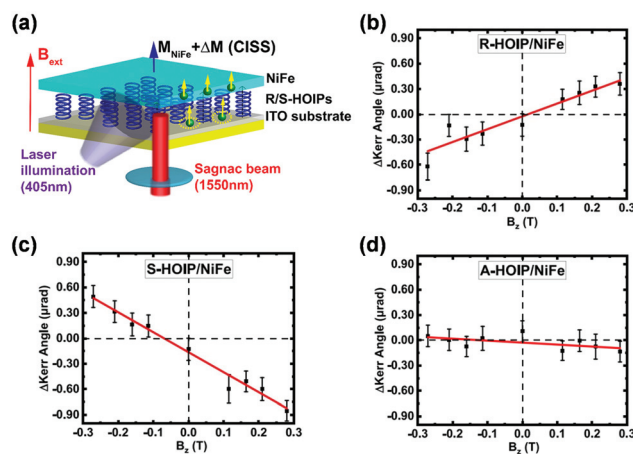 (a)
B_ext
M_NiFe+ΔM (CISS)
NiFe
R/S-HOIPs
ITO substrate
Laser
illumination
(405nm)
Sagnac beam
(1550nm)
(b)
R-HOIP/NiFe
ΔKerr Angle (μrad)
0.90
0.60
0.30
0.00
-0.30
-0.60
-0.90
-0.3 -0.2 -0.1 0.0 0.1 0.2 0.3
B_z (T)
(c)
S-HOIP/NiFe
ΔKerr Angle (μrad)
0.90
0.60
0.30
0.00
-0.30
-0.60
-0.90
-0.3 -0.2 -0.1 0.0 0.1 0.2 0.3
B_z (T)
(d)
A-HOIP/NiFe
ΔKerr Angle (μrad)
0.90
0.60
0.30
0.00
-0.30
-0.60
-0.90
-0.3 -0.2 -0.1 0.0 0.1 0.2 0.3
B_z (T)